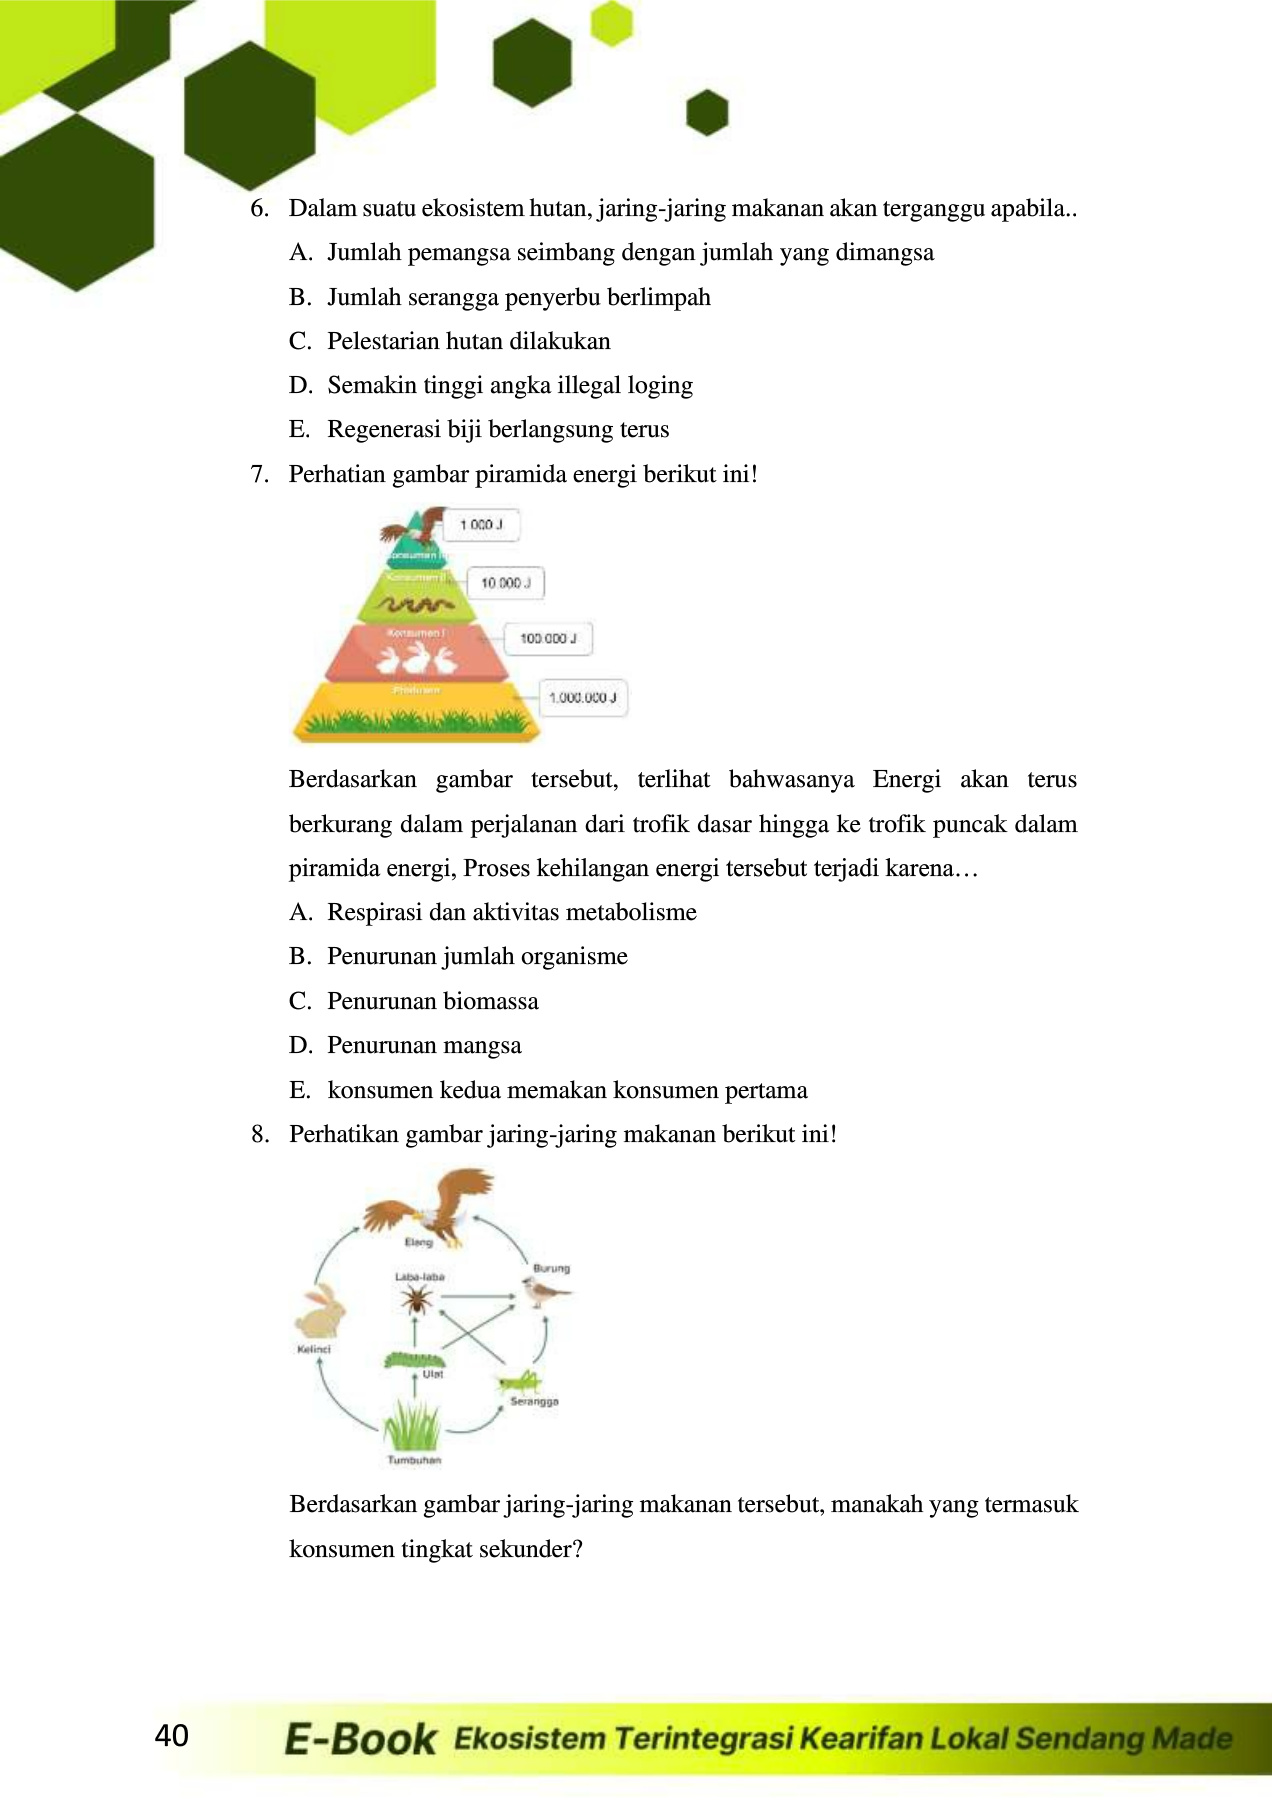 6. Dalam suatu ekosistem hutan, jaring-jaring makanan akan terganggu apabila..
A. Jumlah pemangsa seimbang dengan jumlah yang dimangsa
B. Jumlah serangga penyerbu berlimpah
C. Pelestarian hutan dilakukan
D. Semakin tinggi angka illegal loging
E. Regenerasi biji berlangsung terus
7. Perhatian gambar piramida energi berikut ini!
1 000 J
Konsumen II
10.000 J
Konsumen I
100 000 J
Produsen
1.000.000 J
Berdasarkan gambar tersebut, terlihat bahwasanya Energi akan terus
berkurang dalam perjalanan dari trofik dasar hingga ke trofik puncak dalam
piramida energi, Proses kehilangan energi tersebut terjadi karena…
A. Respirasi dan aktivitas metabolisme
B. Penurunan jumlah organisme
C. Penurunan biomassa
D. Penurunan mangsa
E. konsumen kedua memakan konsumen pertama
8. Perhatikan gambar jaring-jaring makanan berikut ini!
Elang
Burung
Laba-laba
Kelinci
Ulat
Serangga
Tumbuhan
Berdasarkan gambar jaring-jaring makanan tersebut, manakah yang termasuk
konsumen tingkat sekunder?
40 E-Book Ekosistem Terintegrasi Kearifan Lokal Sendang Made